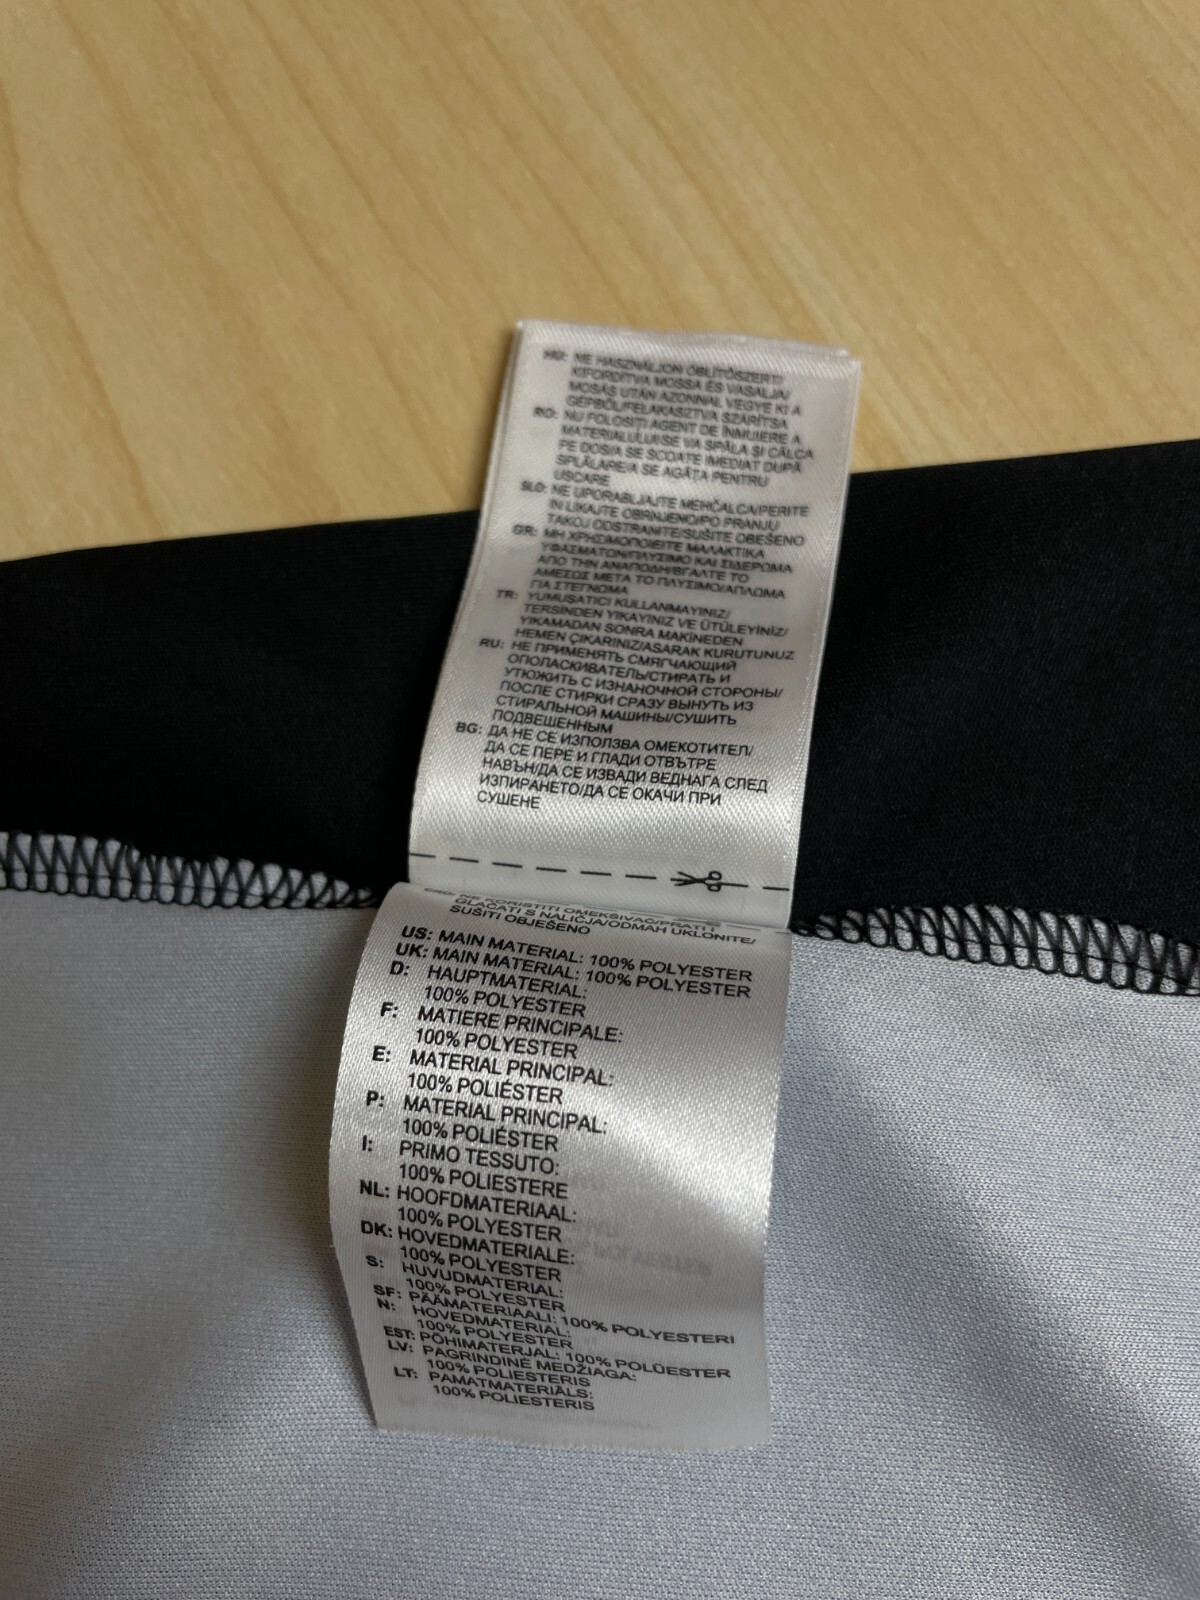 HU: NE HASZNÁLJON ÖBLÍTŐSZERT/
KIFORDÍTVA MOSSA ÉS VASALJA/
MOSÁS UTÁN AZONNAL VEGYE KI A
GÉPBŐL/FELAKASZTVA SZÁRÍTSA
RO: NU FOLOSIȚI AGENT DE ÎNMUIERE A
MATERIALULUI/SE VA SPĂLA ȘI CĂLCA
PE DOS/A SE SCOATE IMEDIAT DUPĂ
SPĂLARE/A SE AGĂȚA PENTRU
USCARE
SLO: NE UPORABLJAJTE MEHČALCA/PERITE
IN LIKAJTE OBRNJENO/PO PRANJU
TAKOJ ODSTRANITE/SUŠITE OBEŠENO
GR: ΜΗ ΧΡΗΣΙΜΟΠΟΙΕΙΤΕ ΜΑΛΑΚΤΙΚΑ
ΥΦΑΣΜΑΤΩΝ/ΠΛΥΣΙΜΟ ΚΑΙ ΣΙΔΕΡΩΜΑ
ΑΠΟ ΤΗΝ ΑΝΑΠΟΔΗ/ΒΓΑΛΤΕ ΤΟ
ΑΜΕΣΩΣ ΜΕΤΑ ΤΟ ΠΛΥΣΙΜΟ/ΑΠΛΩΜΑ
ΓΙΑ ΣΤΕΓΝΩΜΑ
TR: YUMUSATICI KULLANMAYINIZ/
TERSİNDEN YIKAYINIZ VE ÜTÜLEYİNİZ/
YIKAMADAN SONRA MAKİNEDEN
HEMEN ÇIKARINIZ/ASARAK KURUTUNUZ
RU: НЕ ПРИМЕНЯТЬ СМЯГЧАЮЩИЙ
ОПОЛАСКИВАТЕЛЬ/СТИРАТЬ И
УТЮЖИТЬ С ИЗНАНОЧНОЙ СТОРОНЫ/
ПОСЛЕ СТИРКИ СРАЗУ ВЫНУТЬ ИЗ
СТИРАЛЬНОЙ МАШИНЫ/СУШИТЬ
ПОДВЕШЕННЫМ
BG: ДА НЕ СЕ ИЗПОЛЗВА ОМЕКОТИТЕЛ/
ДА СЕ ПЕРЕ И ГЛАДИ ОТВЪТРЕ
НАВЪН/ДА СЕ ИЗВАДИ ВЕДНАГА СЛЕД
ИЗПИРАНЕТО/ДА СЕ ОКАЧИ ПРИ
СУШЕНЕ
KORISTITI OMEKŠIVAČ/PRATI I
GLAČATI S NALIČJA/ODMAH UKLONITE/
SUŠITI OBJEŠENO
US: MAIN MATERIAL: 100% POLYESTER
UK: MAIN MATERIAL: 100% POLYESTER
D: HAUPTMATERIAL:
100% POLYESTER
F: MATIERE PRINCIPALE:
100% POLYESTER
E: MATERIAL PRINCIPAL:
100% POLIÉSTER
P: MATERIAL PRINCIPAL:
100% POLIÉSTER
I: PRIMO TESSUTO:
100% POLIESTERE
NL: HOOFDMATERIAAL:
100% POLYESTER
DK: HOVEDMATERIALE:
100% POLYESTER
S: HUVUDMATERIAL:
100% POLYESTER
SF: PÄÄMATERIAALI: 100% POLYESTERI
N: HOVEDMATERIAL:
100% POLYESTER
EST: PÕHIMATERJAL: 100% POLÜESTER
LV: PAGRINDINĖ MEDŽIAGA:
100% POLIESTERIS
LT: PAMATMATERIĀLS:
100% POLIESTERIS